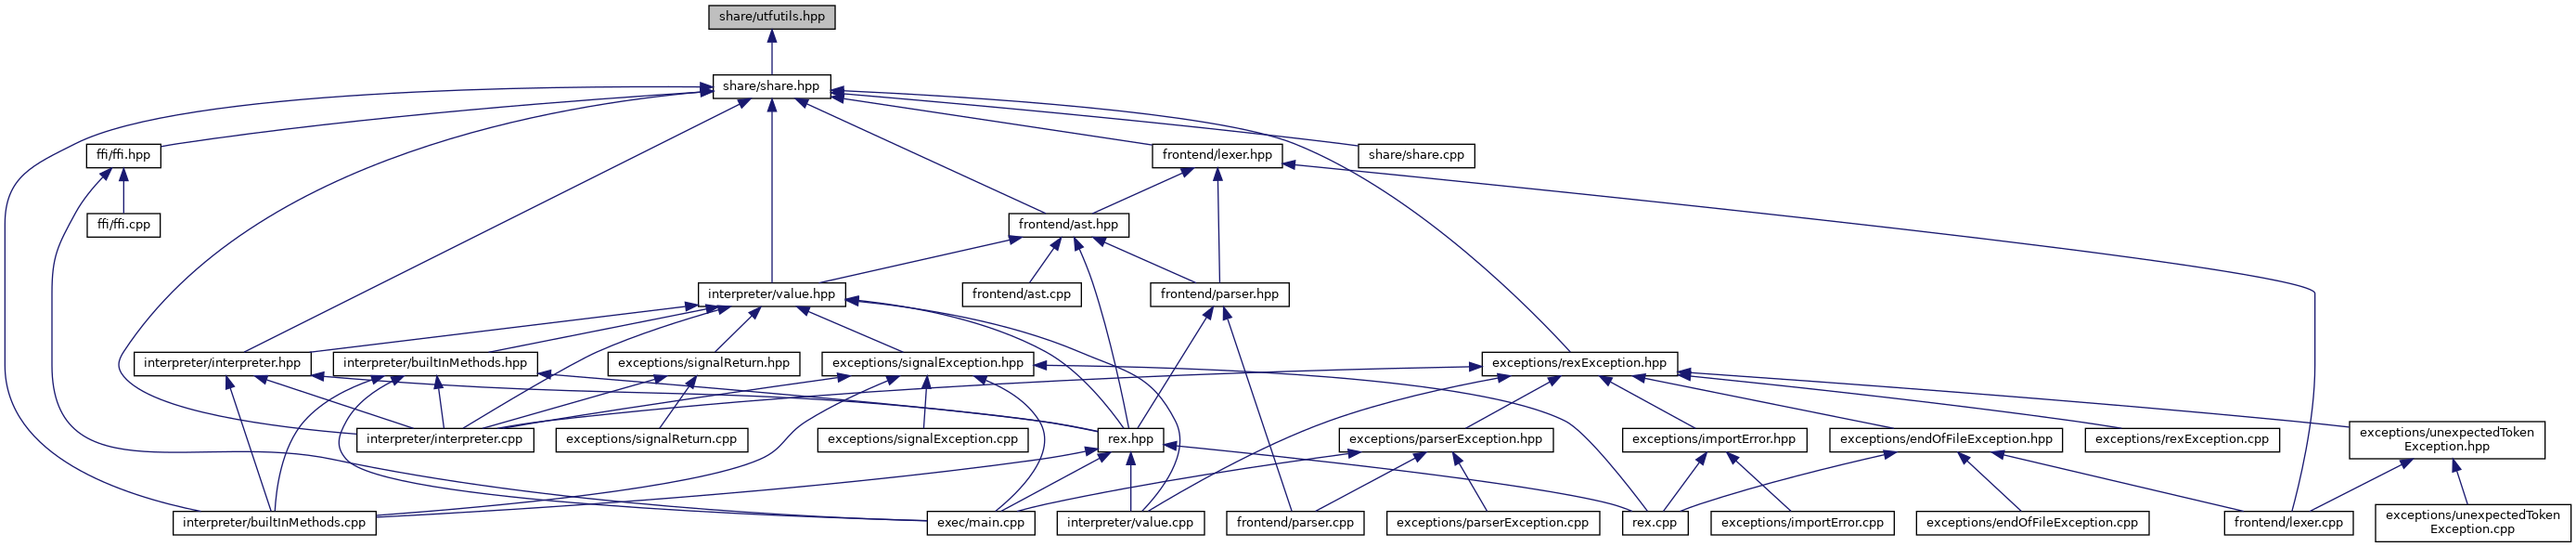 share/utfutils.hpp
share/share.hpp
ffi/ffi.hpp
frontend/lexer.hpp
share/share.cpp
ffi/ffi.cpp
frontend/ast.hpp
interpreter/value.hpp
frontend/ast.cpp
frontend/parser.hpp
interpreter/interpreter.hpp
interpreter/builtInMethods.hpp
exceptions/signalReturn.hpp
exceptions/signalException.hpp
exceptions/rexException.hpp
interpreter/interpreter.cpp
exceptions/signalReturn.cpp
exceptions/signalException.cpp
rex.hpp
exceptions/parserException.hpp
exceptions/importError.hpp
exceptions/endOfFileException.hpp
exceptions/rexException.cpp
exceptions/unexpectedToken
Exception.hpp
interpreter/builtInMethods.cpp
exec/main.cpp
interpreter/value.cpp
frontend/parser.cpp
exceptions/parserException.cpp
rex.cpp
exceptions/importError.cpp
exceptions/endOfFileException.cpp
frontend/lexer.cpp
exceptions/unexpectedToken
Exception.cpp